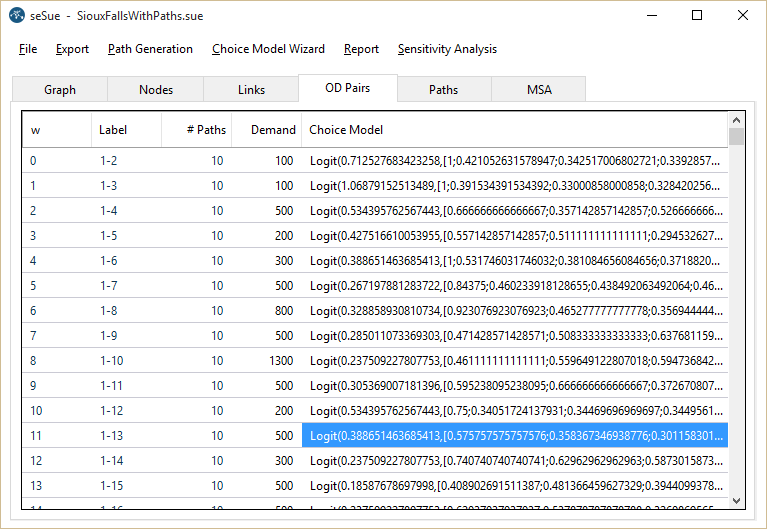 seSue - SiouxFallsWithPaths.sue
File Export Path Generation Choice Model Wizard Report Sensitivity Analysis
Graph Nodes Links OD Pairs Paths MSA
w Label # Paths Demand Choice Model
0 1-2 10 100 Logit(0.712527683423258,[1;0.421052631578947;0.342517006802721;0.3392857...
1 1-3 10 100 Logit(1.06879152513489,[1;0.391534391534392;0.33000858000858;0.328420256...
2 1-4 10 500 Logit(0.534395762567443,[0.666666666666667;0.357142857142857;0.526666666...
3 1-5 10 200 Logit(0.427516610053955,[0.557142857142857;0.511111111111111;0.294532627...
4 1-6 10 300 Logit(0.388651463685413,[1;0.531746031746032;0.381084656084656;0.3718820...
5 1-7 10 500 Logit(0.267197881283722,[0.84375;0.460233918128655;0.438492063492064;0.46...
6 1-8 10 800 Logit(0.328858930810734,[0.923076923076923;0.465277777777778;0.356944444...
7 1-9 10 500 Logit(0.285011073369303,[0.471428571428571;0.508333333333333;0.637681159...
8 1-10 10 1300 Logit(0.237509227807753,[0.461111111111111;0.559649122807018;0.594736842...
9 1-11 10 500 Logit(0.305369007181396,[0.595238095238095;0.666666666666667;0.372670807...
10 1-12 10 200 Logit(0.534395762567443,[0.75;0.34051724137931;0.34469696969697;0.3449561...
11 1-13 10 500 Logit(0.388651463685413,[0.575757575757576;0.358367346938776;0.301158301...
12 1-14 10 300 Logit(0.237509227807753,[0.740740740740741;0.62962962962963;0.5873015873...
13 1-15 10 500 Logit(0.18587678697998,[0.408902691511387;0.481366459627329;0.3944099378...